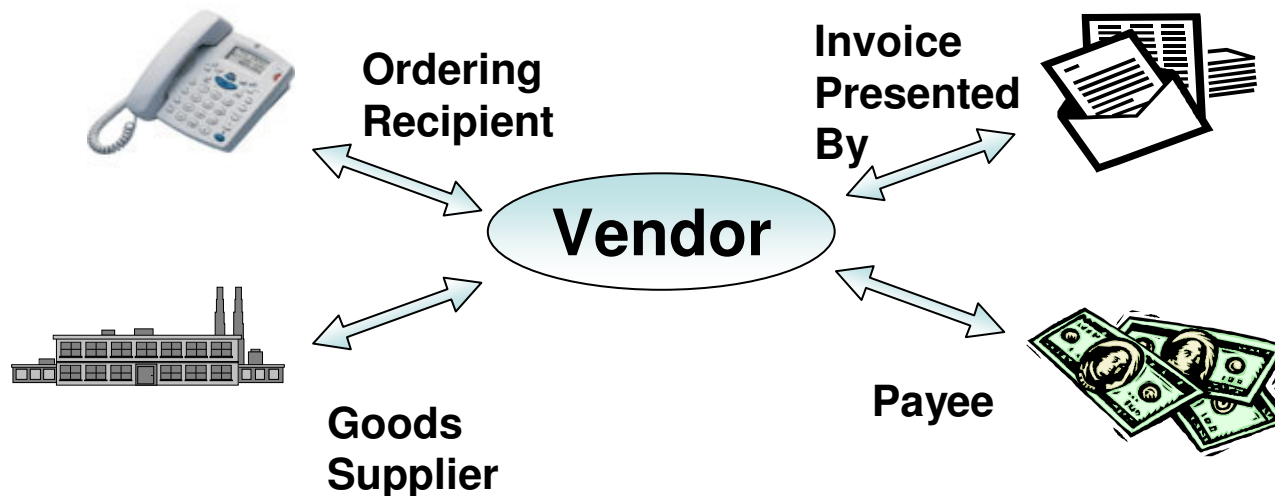 Ordering
Recipient
Invoice
Presented
By
Vendor
Goods
Supplier
Payee